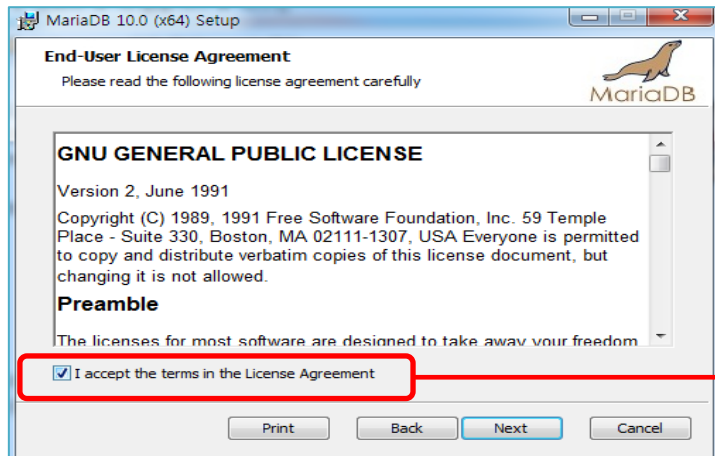 MariaDB 10.0 (x64) Setup
End-User License Agreement
Please read the following license agreement carefully
MariaDB
GNU GENERAL PUBLIC LICENSE
Version 2, June 1991
Copyright (C) 1989, 1991 Free Software Foundation, Inc. 59 Temple
Place - Suite 330, Boston, MA 02111-1307, USA Everyone is permitted
to copy and distribute verbatim copies of this license document, but
changing it is not allowed.
Preamble
The licenses for most software are designed to take away your freedom
I accept the terms in the License Agreement
Print Back Next Cancel